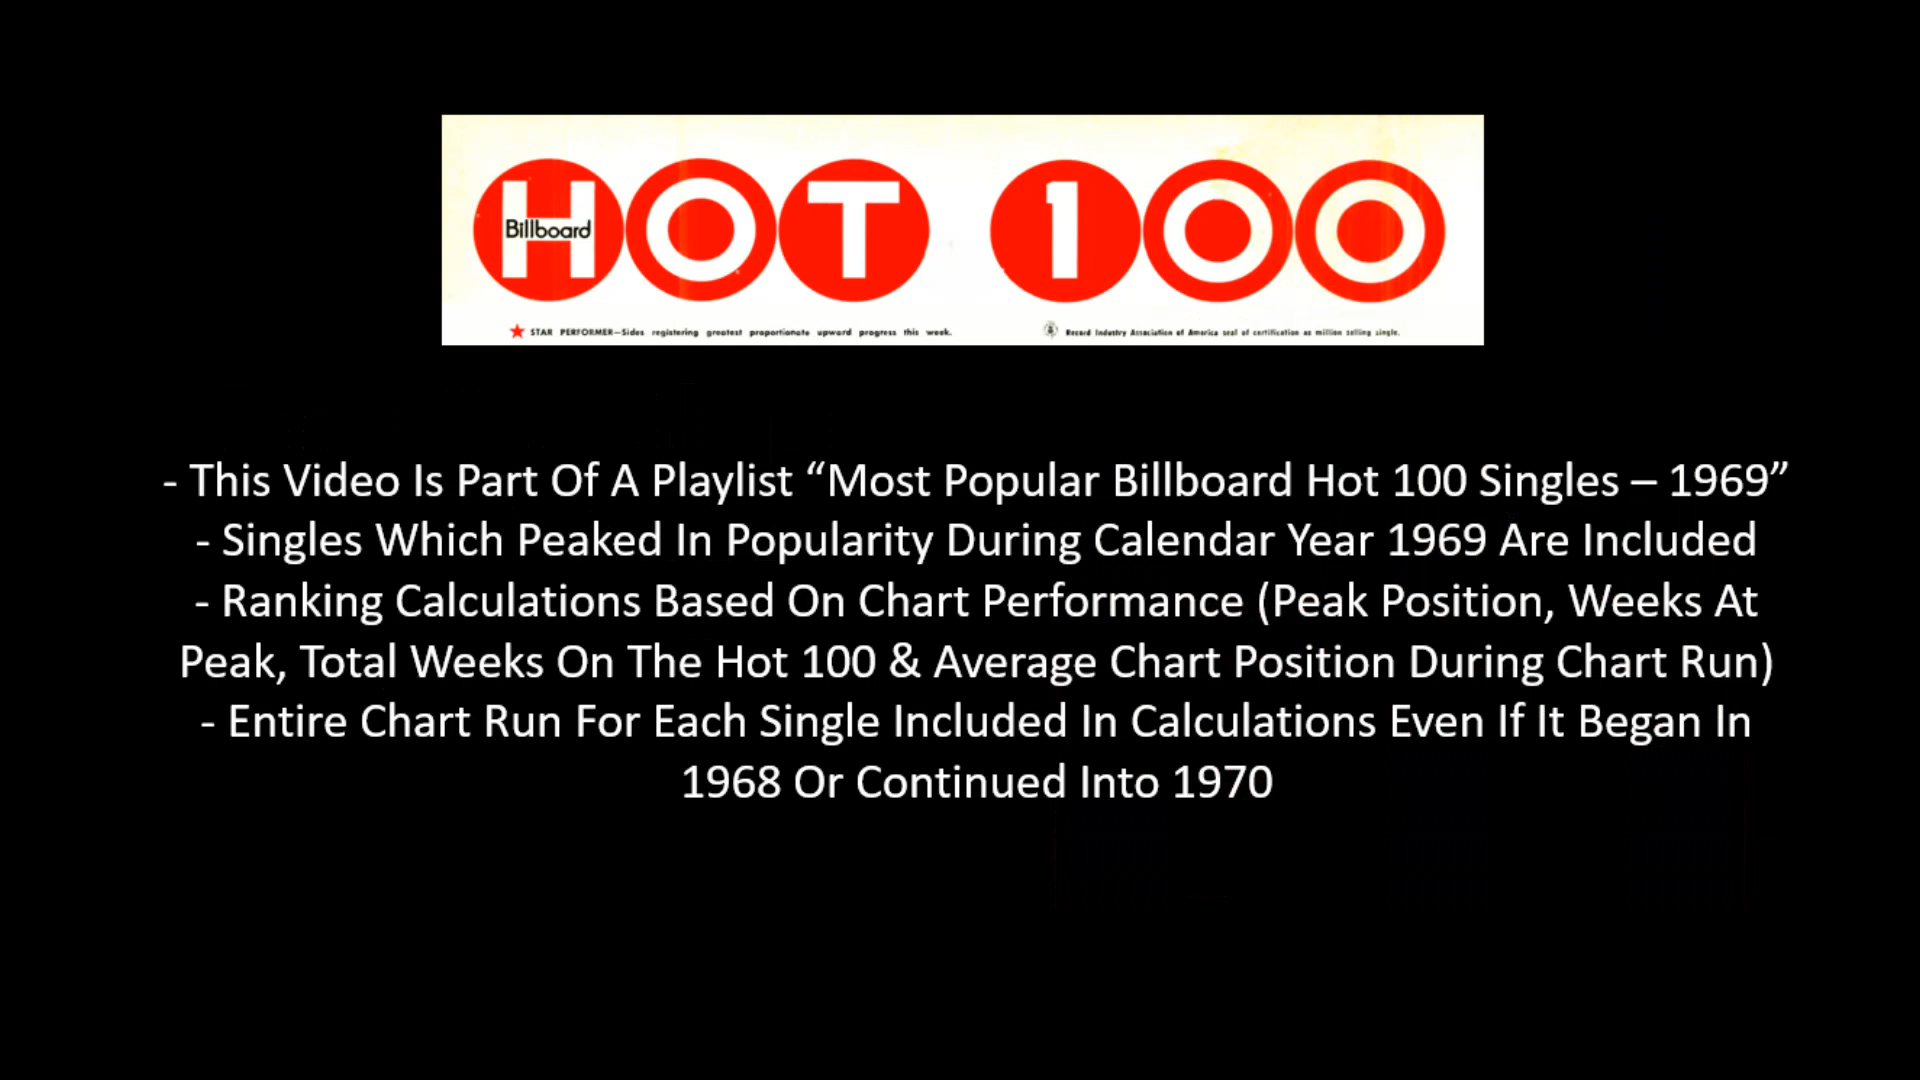 HOT 100
Billboard
★ STAR PERFORMER—Sides registering greatest proportionate upward progress this week.
Record Industry Association of America seal of certification as million selling single.
- This Video Is Part Of A Playlist “Most Popular Billboard Hot 100 Singles – 1969”
- Singles Which Peaked In Popularity During Calendar Year 1969 Are Included
- Ranking Calculations Based On Chart Performance (Peak Position, Weeks At
Peak, Total Weeks On The Hot 100 & Average Chart Position During Chart Run)
- Entire Chart Run For Each Single Included In Calculations Even If It Began In
1968 Or Continued Into 1970